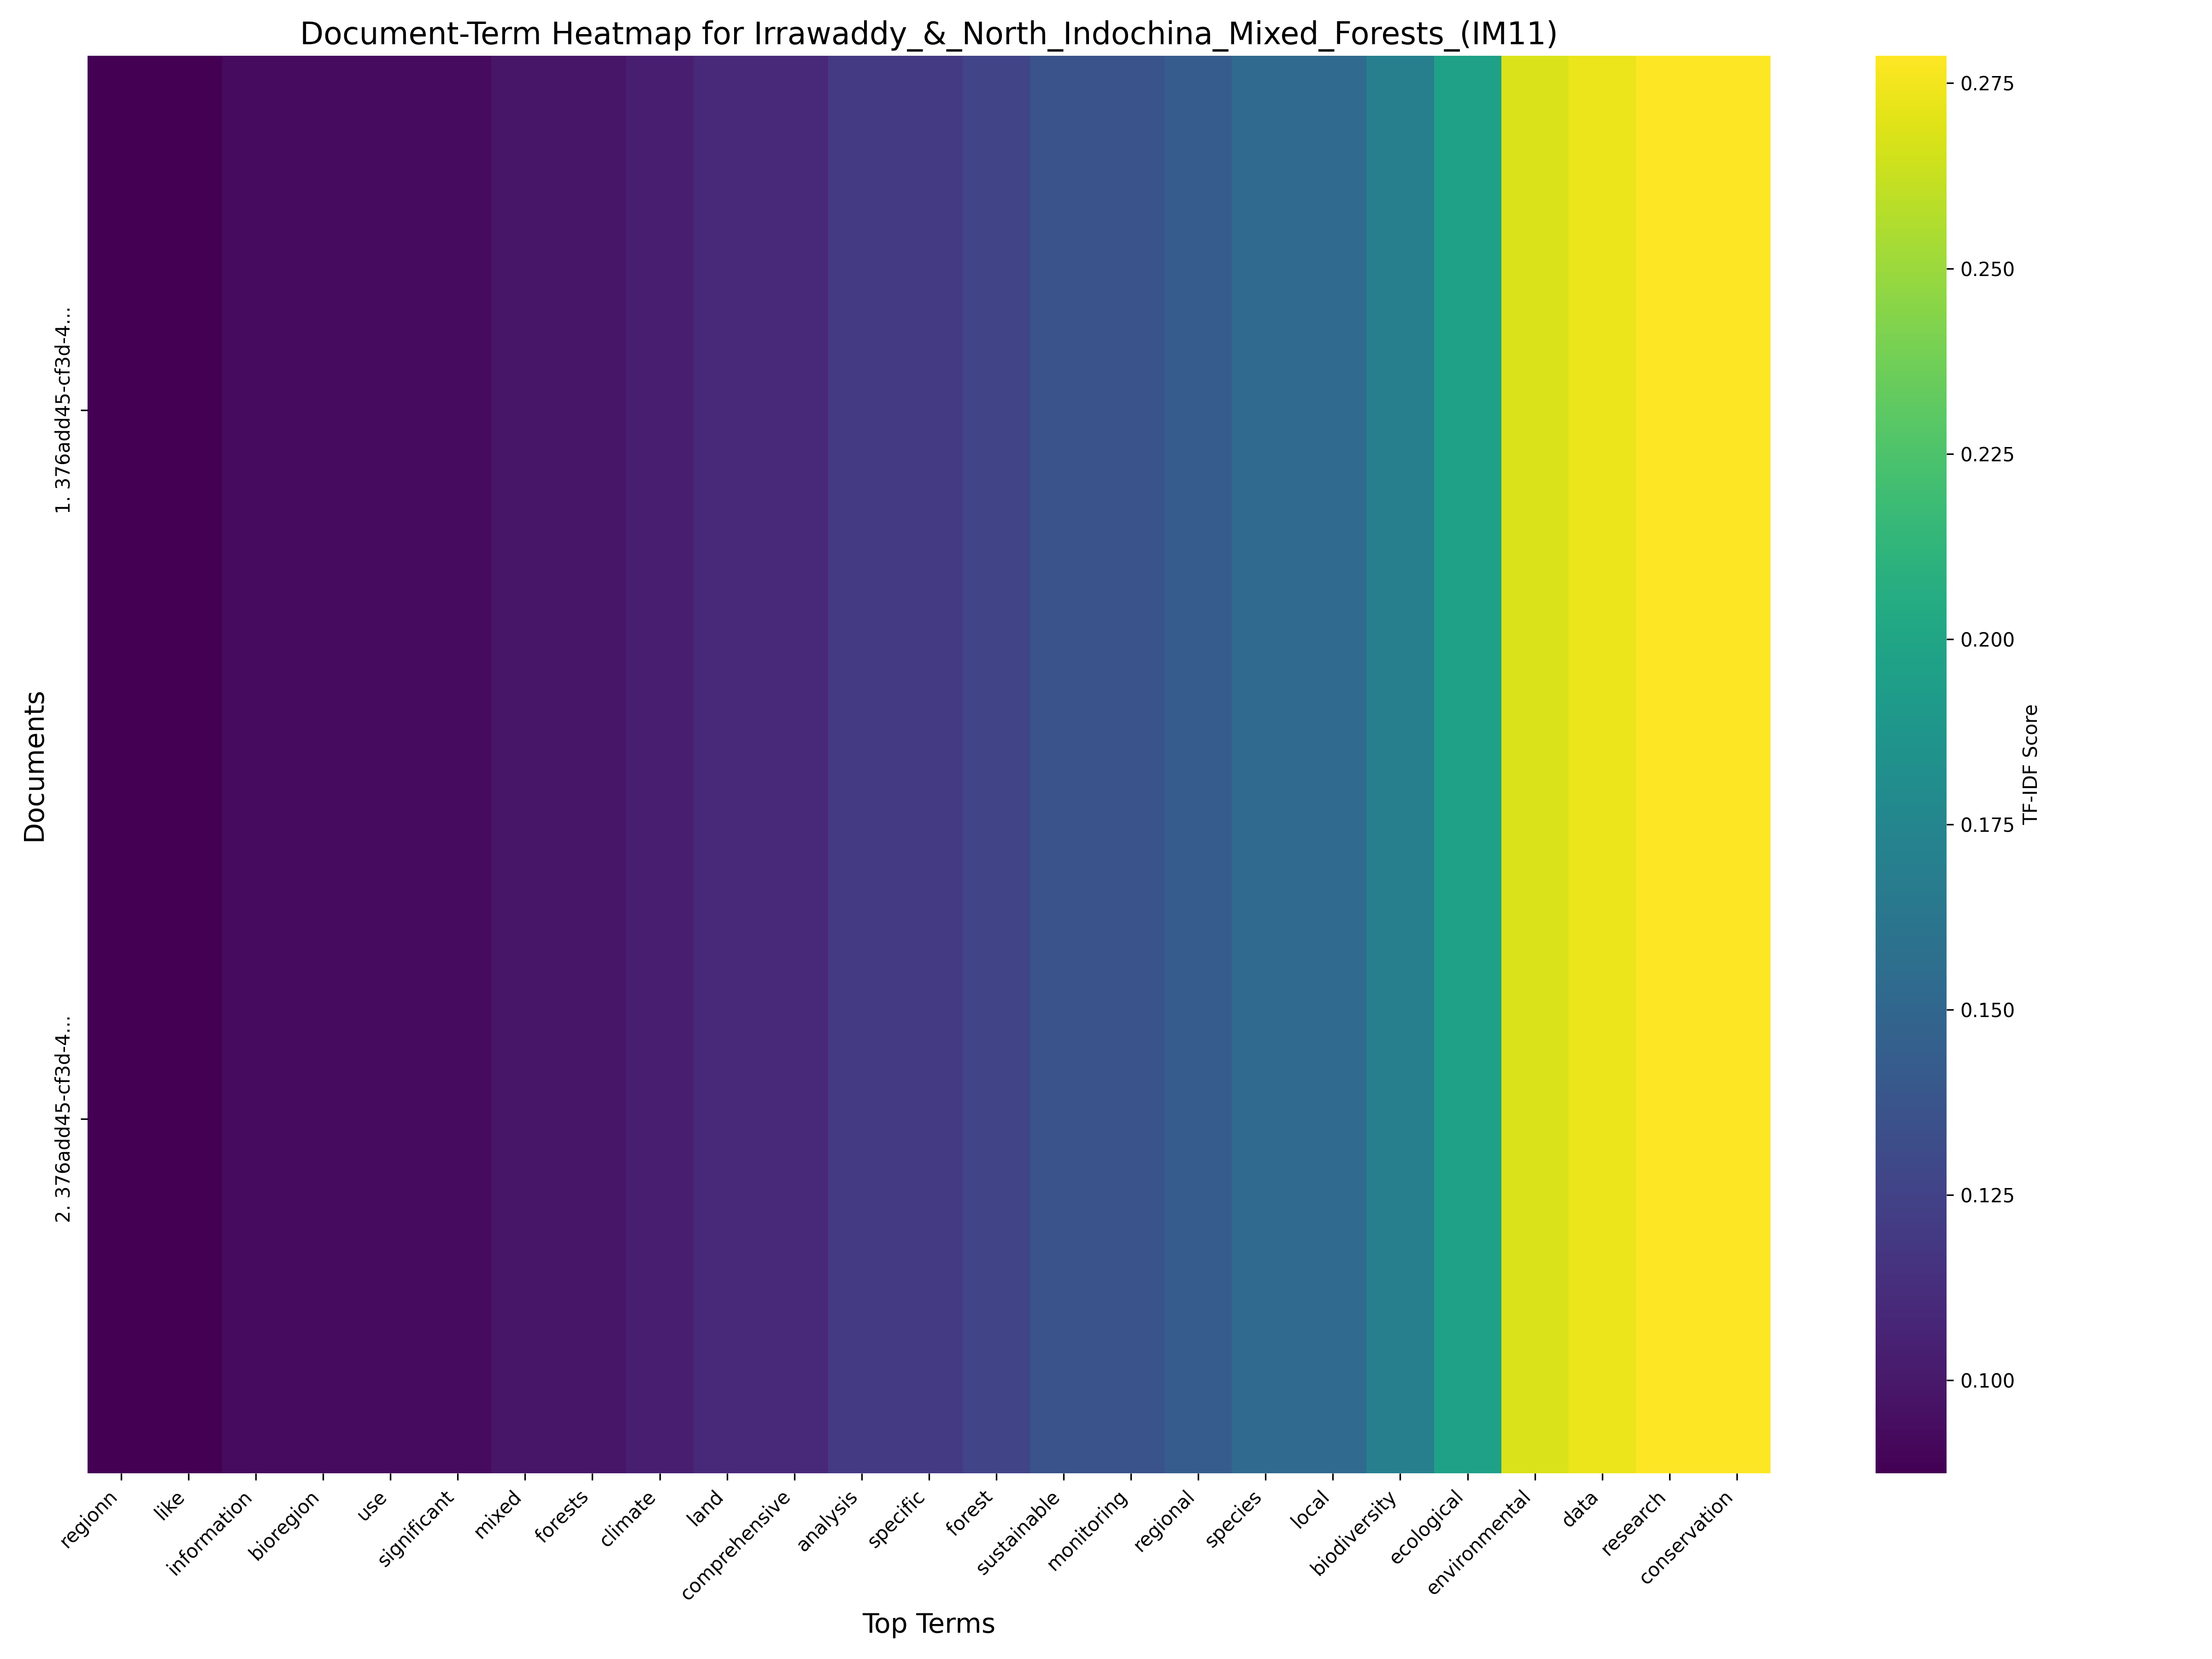 Document-Term Heatmap for Irrawaddy_&_North_Indochina_Mixed_Forests_(IM11)
Documents
1. 376add45-cf3d-4...
2. 376add45-cf3d-4...
regionn
like
information
bioregion
use
significant
mixed
forests
climate
land
comprehensive
analysis
specific
forest
sustainable
monitoring
regional
species
local
biodiversity
ecological
environmental
data
research
conservation
Top Terms
0.275
0.250
0.225
0.200
0.175
0.150
0.125
0.100
TF-IDF Score